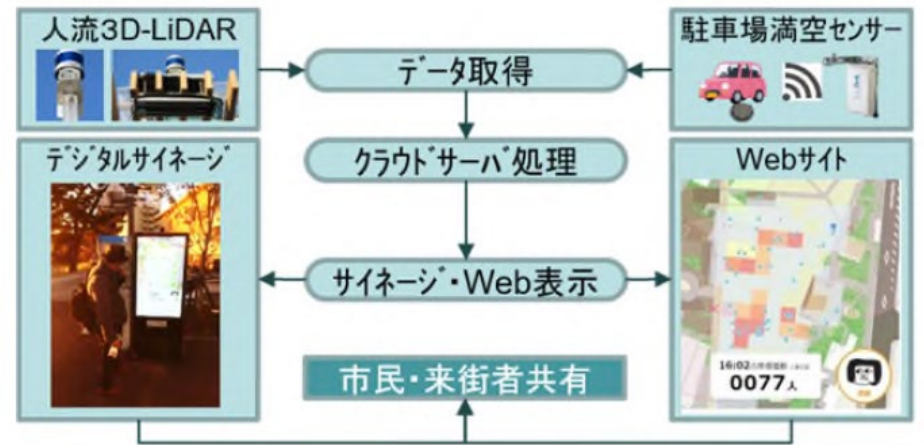 人流3D-LiDAR
駐車場満空センサー
データ取得
デジタルサイネージ
クラウドサーバ処理
Webサイト
サイネージ・Web表示
16:02
0077人
市民・来街者共有